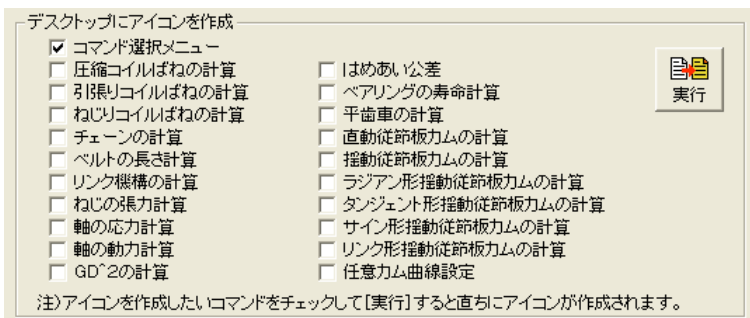 デスクトップにアイコンを作成
コマンド選択メニュー
圧縮コイルばねの計算
引張りコイルばねの計算
ねじりコイルばねの計算
チェーンの計算
ベルトの長さ計算
リンク機構の計算
ねじの張力計算
軸の応力計算
軸の動力計算
GD^2の計算
はめあい公差
ベアリングの寿命計算
平歯車の計算
直動従節板カムの計算
揺動従節板カムの計算
ラジアン形揺動従節板カムの計算
タンジェント形揺動従節板カムの計算
サイン形揺動従節板カムの計算
リンク形揺動従節板カムの計算
任意カム曲線設定
実行
注)アイコンを作成したいコマンドをチェックして[実行]すると直ちにアイコンが作成されます。